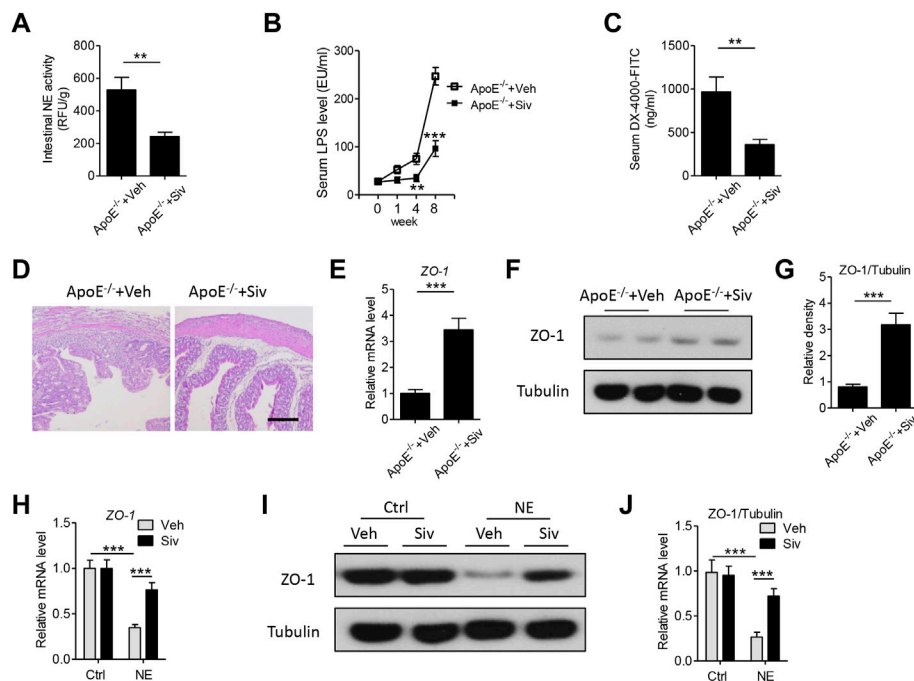 A
Intestinal NE activity
(RFU/g)
800
600
400
200
0
**
ApoE-/-+Veh
ApoE-/-+Siv
B
Serum LPS level (EU/ml)
300
200
100
0
ApoE-/-+Veh
ApoE-/-+Siv
***
**
0 1 4 8
week
C
Serum DX-4000-FITC
(ng/ml)
1500
1000
500
0
**
ApoE-/-+Veh
ApoE-/-+Siv
D
ApoE-/-+Veh ApoE-/-+Siv
E
ZO-1
Relative mRNA level
5
4
3
2
1
0
***
ApoE-/-+Veh
ApoE-/-+Siv
F
ApoE-/-+Veh ApoE-/-+Siv
ZO-1
Tubulin
G
ZO-1/Tubulin
Relative density
5
4
3
2
1
0
***
ApoE-/-+Veh
ApoE-/-+Siv
H
ZO-1
Relative mRNA level
1.5
1.0
0.5
0.0
Veh
Siv
***
***
Ctrl NE
I
Ctrl NE
Veh Siv Veh Siv
ZO-1
Tubulin
J
ZO-1/Tubulin
Relative mRNA level
1.5
1.0
0.5
0.0
Veh
Siv
***
***
Ctrl NE